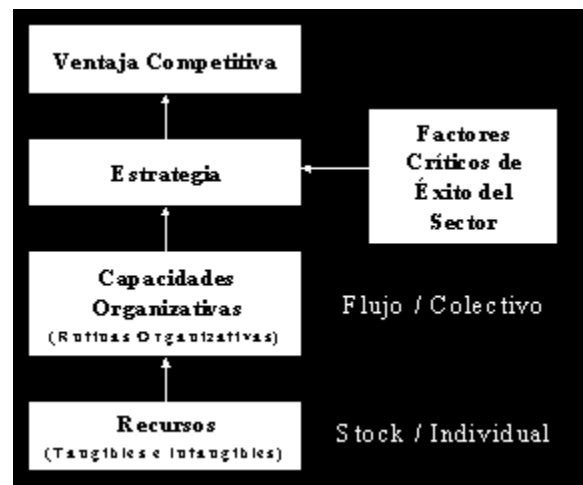 Ventaja Competitiva
Estrategia
Factores
Críticos de
Éxito del
Sector
Capacidades
Organizativas
(Rutinas Organizativas)
Flujo / Colectivo
Recursos
(Tangibles e Intangibles)
Stock / Individual